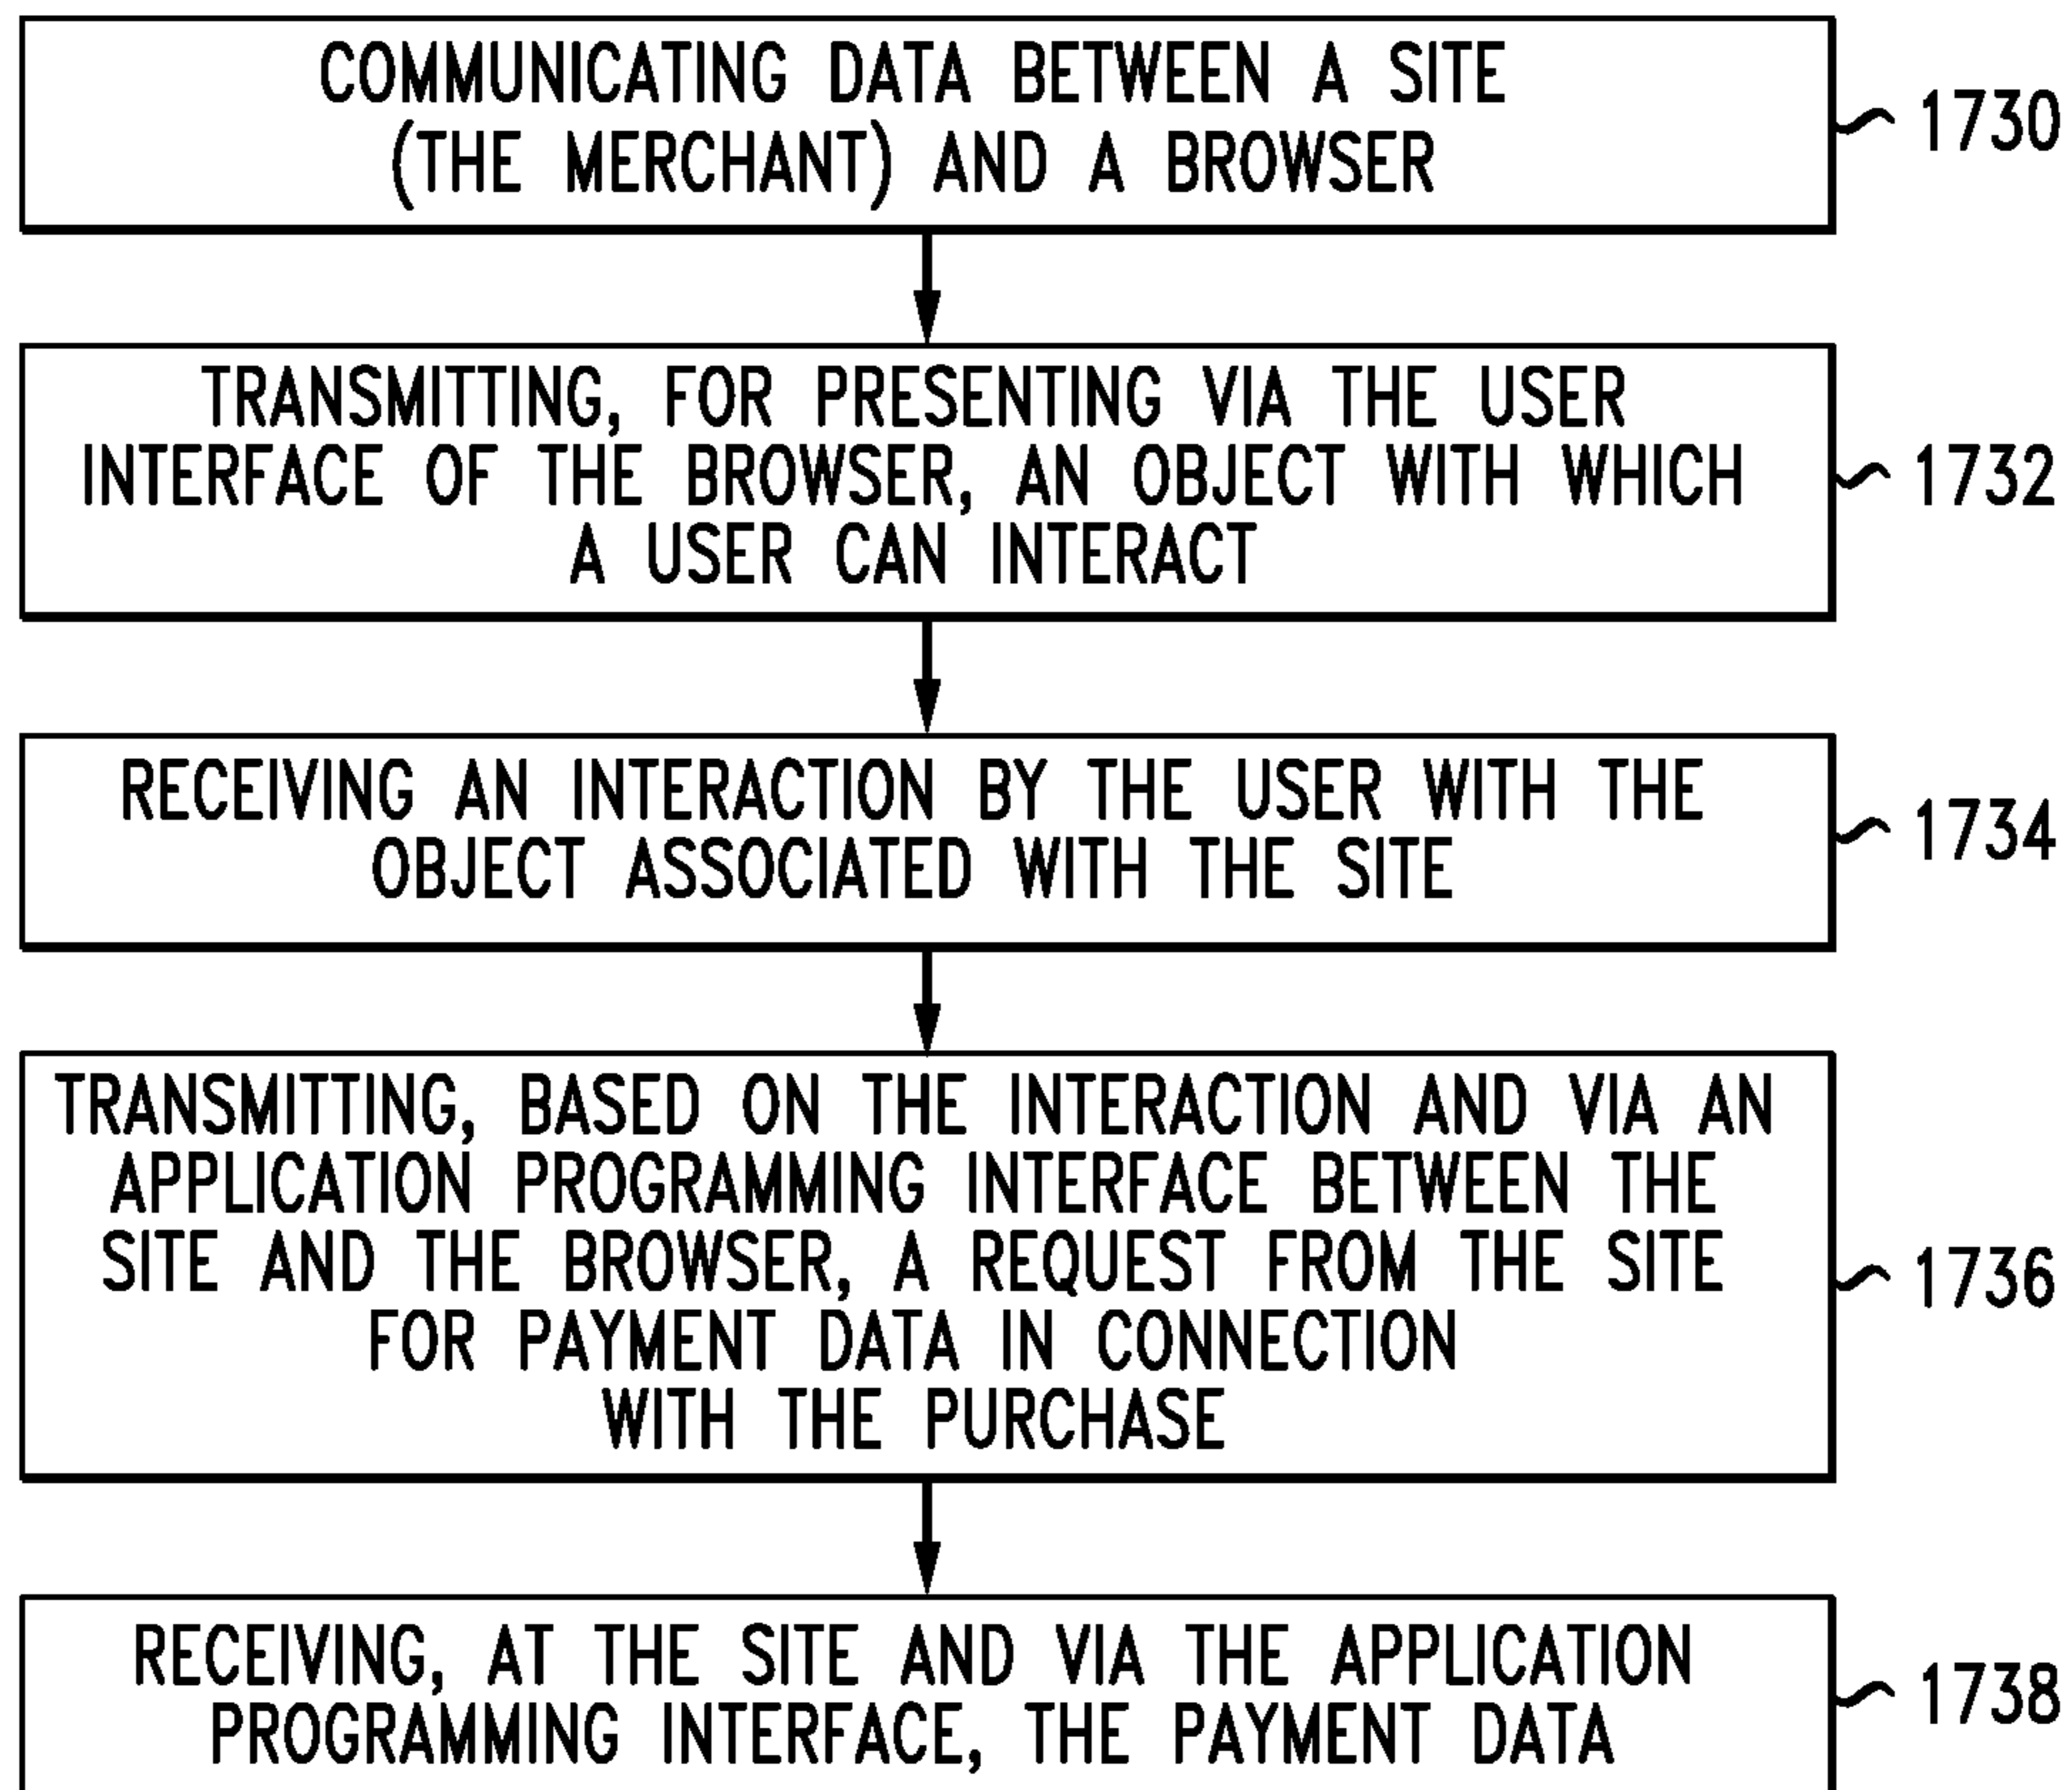 COMMUNICATING DATA BETWEEN A SITE
(THE MERCHANT) AND A BROWSER
1730
TRANSMITTING, FOR PRESENTING VIA THE USER
INTERFACE OF THE BROWSER, AN OBJECT WITH WHICH
A USER CAN INTERACT
1732
RECEIVING AN INTERACTION BY THE USER WITH THE
OBJECT ASSOCIATED WITH THE SITE
1734
TRANSMITTING, BASED ON THE INTERACTION AND VIA AN
APPLICATION PROGRAMMING INTERFACE BETWEEN THE
SITE AND THE BROWSER, A REQUEST FROM THE SITE
FOR PAYMENT DATA IN CONNECTION
WITH THE PURCHASE
1736
RECEIVING, AT THE SITE AND VIA THE APPLICATION
PROGRAMMING INTERFACE, THE PAYMENT DATA
1738